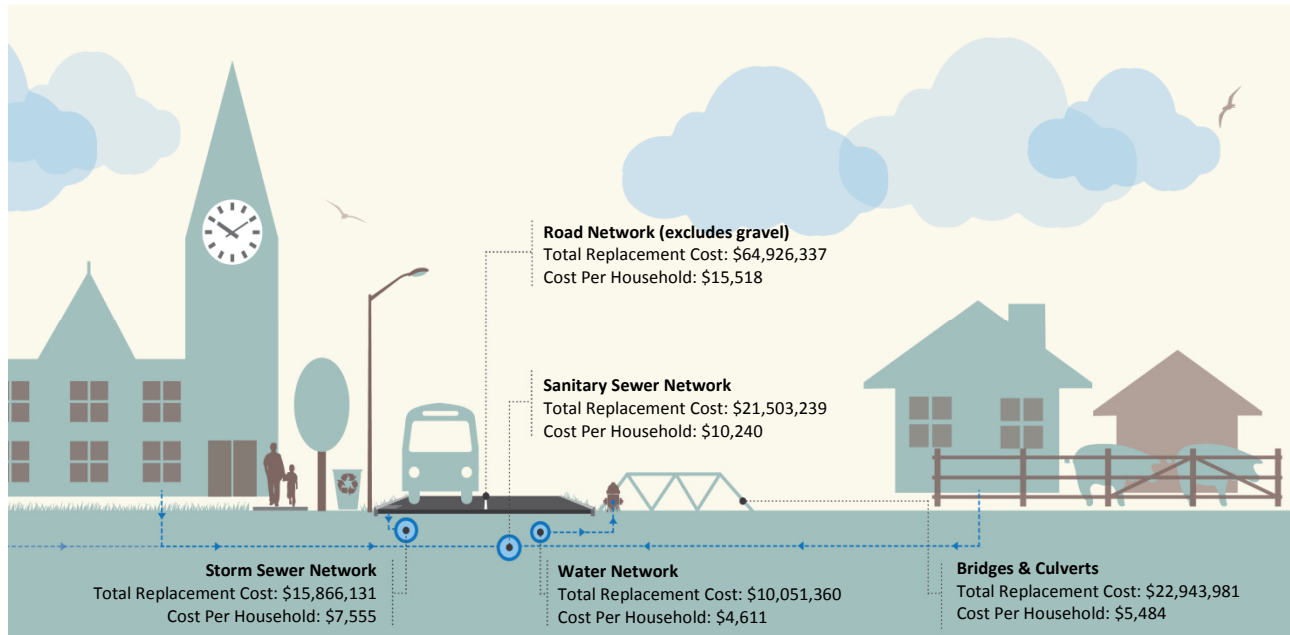 Road Network (excludes gravel)
Total Replacement Cost: $64,926,337
Cost Per Household: $15,518
Sanitary Sewer Network
Total Replacement Cost: $21,503,239
Cost Per Household: $10,240
Storm Sewer Network
Total Replacement Cost: $15,866,131
Cost Per Household: $7,555
Water Network
Total Replacement Cost: $10,051,360
Cost Per Household: $4,611
Bridges & Culverts
Total Replacement Cost: $22,943,981
Cost Per Household: $5,484